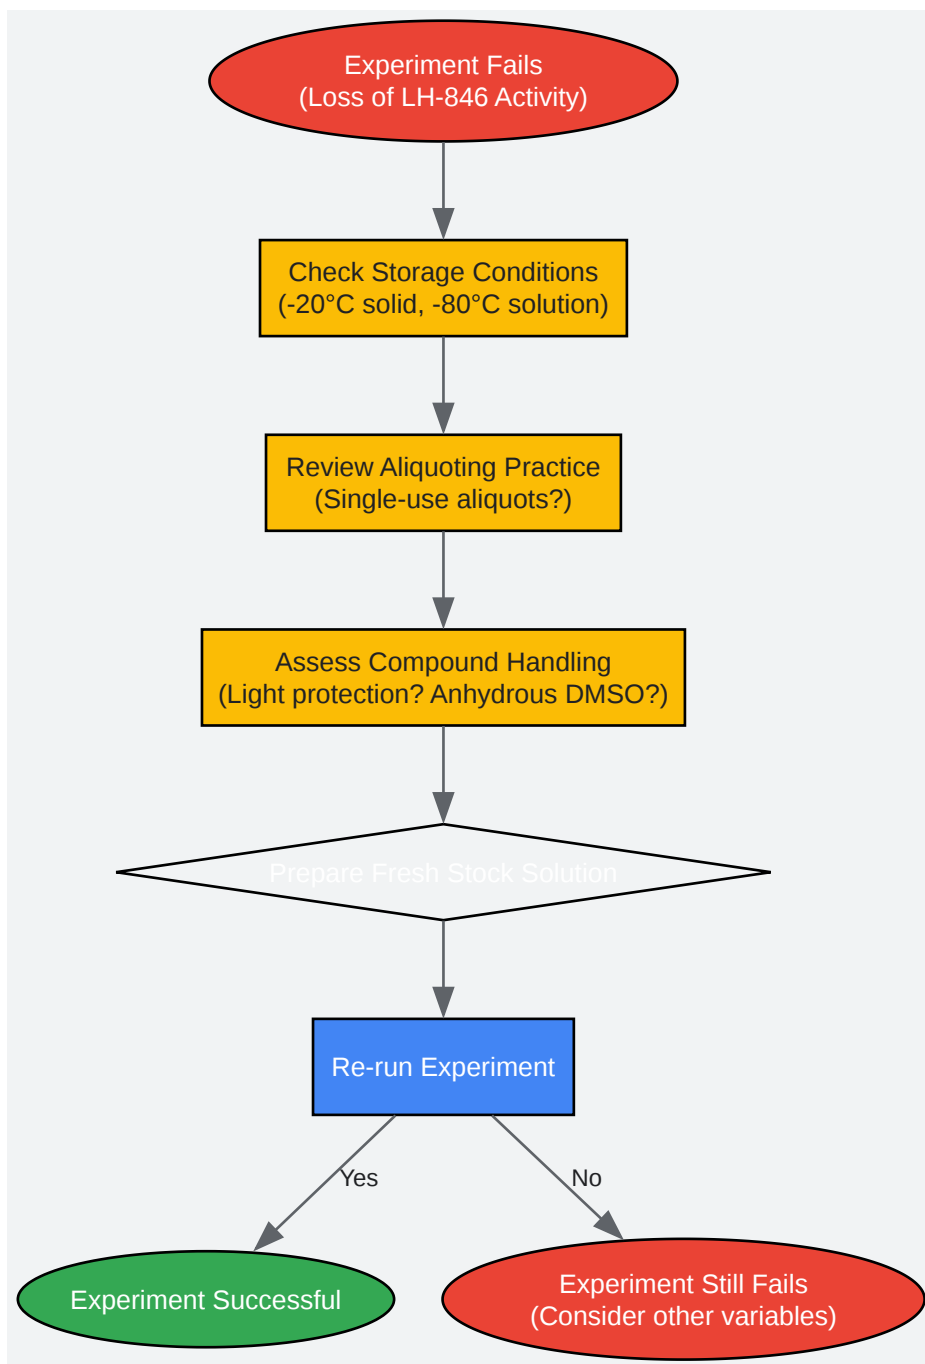 Experiment Fails
(Loss of LH-846 Activity)
Check Storage Conditions
(-20°C solid, -80°C solution)
Review Aliquoting Practice
(Single-use aliquots?)
Assess Compound Handling
(Light protection? Anhydrous DMSO?)
Prepare Fresh Stock Solution
Re-run Experiment
Yes
No
Experiment Successful
Experiment Still Fails
(Consider other variables)